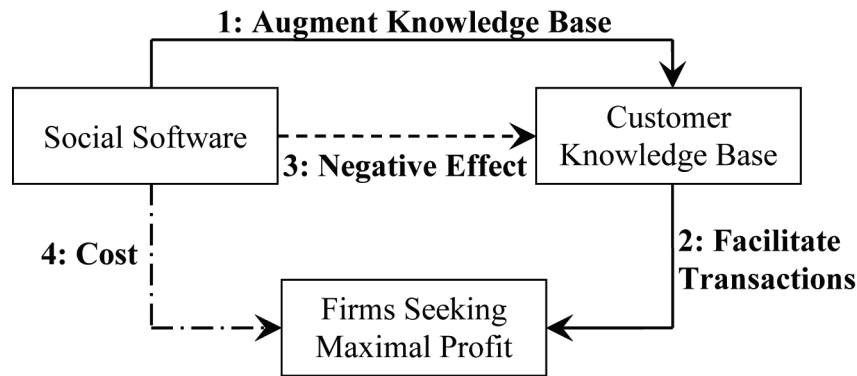 1: Augment Knowledge Base
Social Software
Customer
Knowledge Base
3: Negative Effect
4: Cost
2: Facilitate
Transactions
Firms Seeking
Maximal Profit